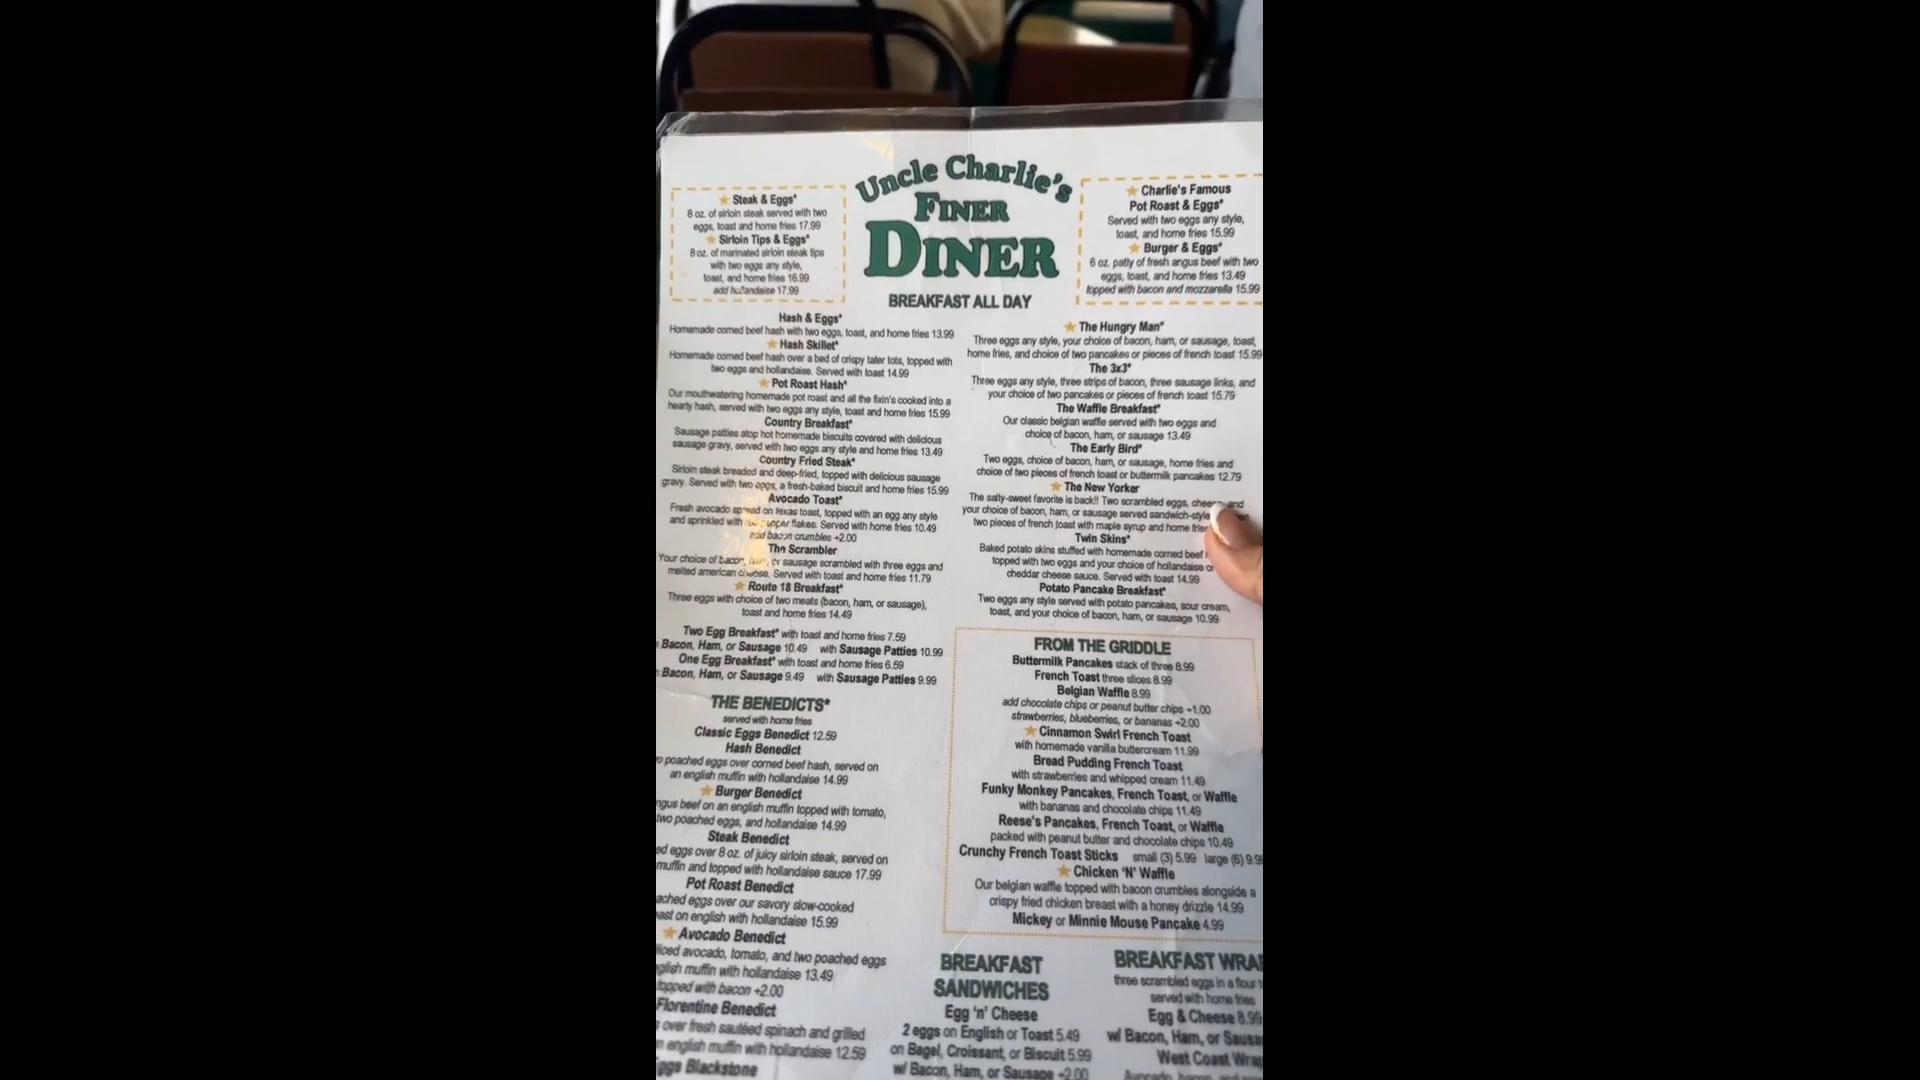 Uncle Charlie's
FINER
DINER
BREAKFAST ALL DAY
Steak & Eggs*
8 oz. of sirloin steak served with two
eggs, toast and home fries 17.99
Sirloin Tips & Eggs*
8 oz. of marinated sirloin steak tips
with two eggs any style,
toast, and home fries 16.99
add hollandaise 17.99
Charlie's Famous
Pot Roast & Eggs*
Served with two eggs any style,
toast, and home fries 15.99
Burger & Eggs*
6 oz. patty of fresh angus beef with two
eggs, toast, and home fries 13.49
topped with bacon and mozzarella 15.99
Hash & Eggs*
Homemade corned beef hash with two eggs, toast, and home fries 13.99
Hash Skillet*
Homemade corned beef hash over a bed of crispy tater tots, topped with
two eggs and hollandaise. Served with toast 14.99
Pot Roast Hash*
Our mouthwatering homemade pot roast and all the fixin's cooked into a
hearty hash, served with two eggs any style, toast and home fries 15.99
Country Breakfast*
Sausage patties atop hot homemade biscuits covered with delicious
sausage gravy, served with two eggs any style and home fries 13.49
Country Fried Steak*
Sirloin steak breaded and deep-fried, topped with delicious sausage
gravy. Served with two eggs, a fresh-baked biscuit and home fries 15.99
Avocado Toast*
Fresh avocado spread on texas toast, topped with an egg any style
and sprinkled with red pepper flakes. Served with home fries 10.49
add bacon crumbles +2.00
The Scrambler
Your choice of bacon, ham, or sausage scrambled with three eggs and
melted american cheese. Served with toast and home fries 11.79
Route 18 Breakfast*
Three eggs with choice of two meats (bacon, ham, or sausage),
toast and home fries 14.49
Two Egg Breakfast* with toast and home fries 7.59
Bacon, Ham, or Sausage 10.49 with Sausage Patties 10.99
One Egg Breakfast* with toast and home fries 6.59
Bacon, Ham, or Sausage 9.49 with Sausage Patties 9.99
THE BENEDICTS*
served with home fries
Classic Eggs Benedict 12.59
Hash Benedict
poached eggs over corned beef hash, served on
an english muffin with hollandaise 14.99
Burger Benedict
ngus beef on an english muffin topped with tomato,
two poached eggs, and hollandaise 14.99
Steak Benedict
ed eggs over 8 oz. of juicy sirloin steak, served on
muffin and topped with hollandaise sauce 17.99
Pot Roast Benedict
ached eggs over our savory slow-cooked
ast on english with hollandaise 15.99
Avocado Benedict
iced avocado, tomato, and two poached eggs
glish muffin with hollandaise 13.49
topped with bacon +2.00
Florentine Benedict
over fresh sautéed spinach and grilled
english muffin with hollandaise 12.59
ggs Blackstone
The Hungry Man*
Three eggs any style, your choice of bacon, ham, or sausage, toast,
home fries, and choice of two pancakes or pieces of french toast 15.99
The 3x3*
Three eggs any style, three strips of bacon, three sausage links, and
your choice of two pancakes or pieces of french toast 15.79
The Waffle Breakfast*
Our classic belgian waffle served with two eggs and
choice of bacon, ham, or sausage 13.49
The Early Bird*
Two eggs, choice of bacon, ham, or sausage, home fries and
choice of two pieces of french toast or buttermilk pancakes 12.79
The New Yorker
The salty-sweet favorite is back!! Two scrambled eggs, cheese, and
your choice of bacon, ham, or sausage served sandwich-style
two pieces of french toast with maple syrup and home frie
Twin Skins*
Baked potato skins stuffed with homemade corned beef
topped with two eggs and your choice of hollandaise or
cheddar cheese sauce. Served with toast 14.99
Potato Pancake Breakfast*
Two eggs any style served with potato pancakes, sour cream,
toast, and your choice of bacon, ham, or sausage 10.99
FROM THE GRIDDLE
Buttermilk Pancakes stack of three 8.99
French Toast three slices 8.99
Belgian Waffle 8.99
add chocolate chips or peanut butter chips +1.00
strawberries, blueberries, or bananas +2.00
Cinnamon Swirl French Toast
with homemade vanilla buttercream 11.99
Bread Pudding French Toast
with strawberries and whipped cream 11.49
Funky Monkey Pancakes, French Toast, or Waffle
with bananas and chocolate chips 11.49
Reese's Pancakes, French Toast, or Waffle
packed with peanut butter and chocolate chips 10.49
Crunchy French Toast Sticks small (3) 5.99 large (6) 9.9
Chicken 'N' Waffle
Our belgian waffle topped with bacon crumbles alongside a
crispy fried chicken breast with a honey drizzle 14.99
Mickey or Minnie Mouse Pancake 4.99
BREAKFAST
SANDWICHES
Egg 'n' Cheese
2 eggs on English or Toast 5.49
on Bagel, Croissant, or Biscuit 5.99
w/ Bacon, Ham, or Sausage +2.00
BREAKFAST WRA
three scrambled eggs in a flour
served with home fries
Egg & Cheese 8.99
w/ Bacon, Ham, or Sausa
West Coast Wrap
Avocado, bacon,